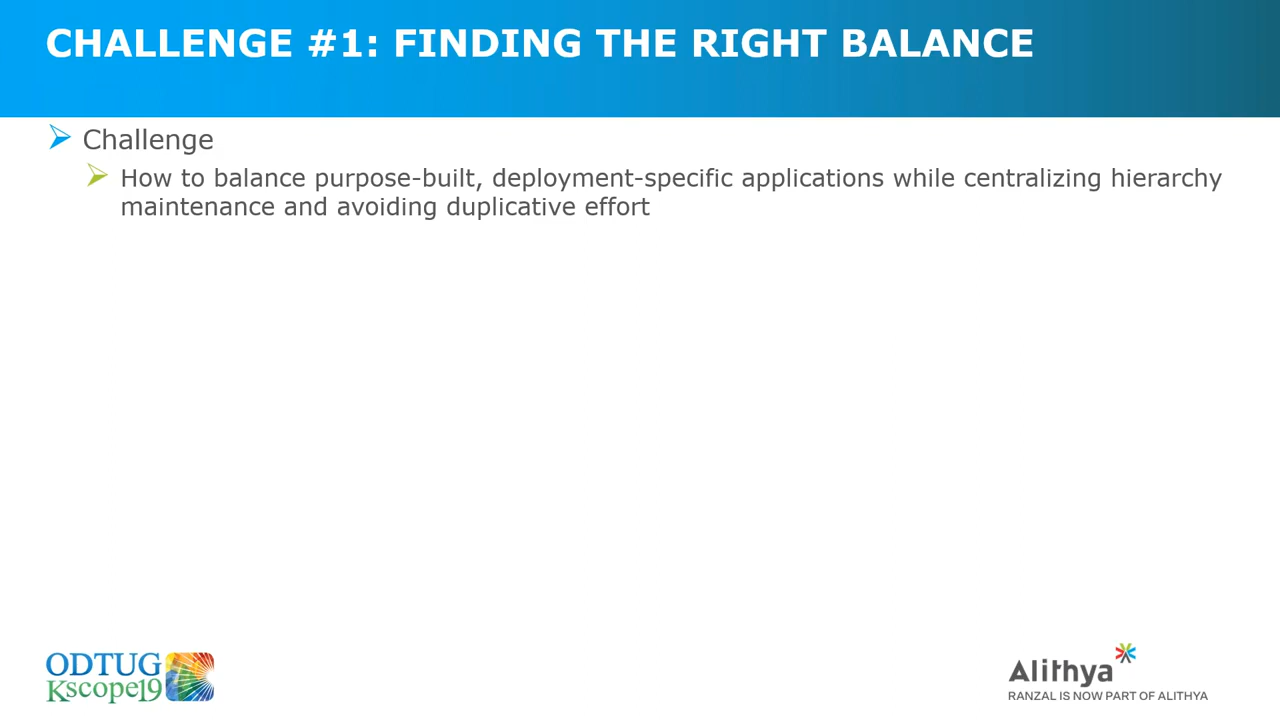 CHALLENGE #1: FINDING THE RIGHT BALANCE
Challenge
How to balance purpose-built, deployment-specific applications while centralizing hierarchy
maintenance and avoiding duplicative effort
ODTUG
Kscope19
Alithya
RANZAL IS NOW PART OF ALITHYA